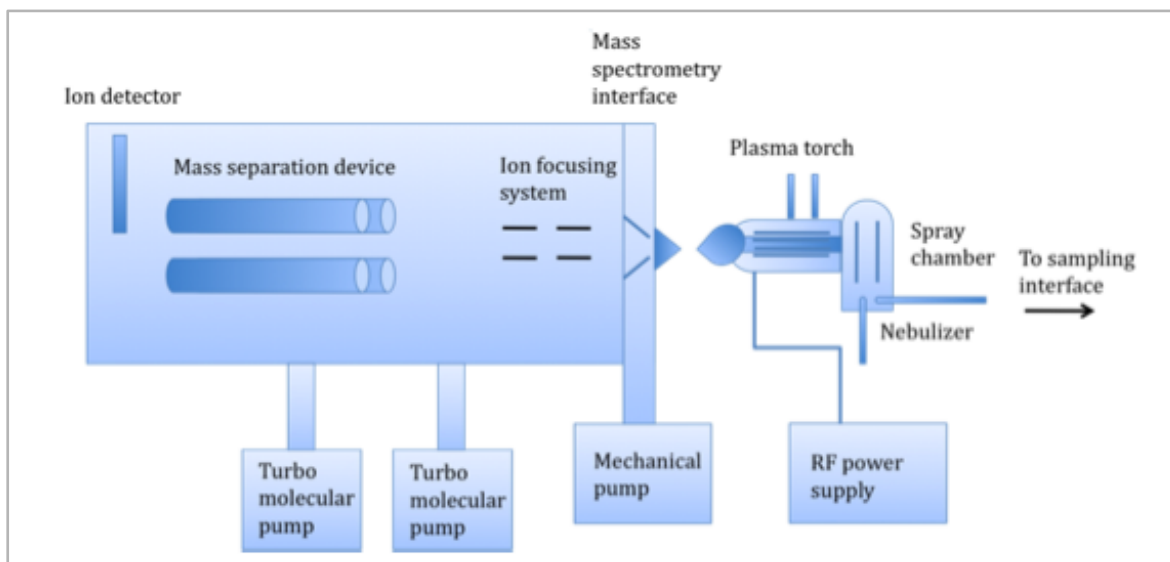 Mass
spectrometry
interface
Ion detector
Plasma torch
Mass separation device
Ion focusing
system
Spray
chamber
To sampling
interface
Nebulizer
Turbo
molecular
pump
Turbo
molecular
pump
Mechanical
pump
RF power
supply